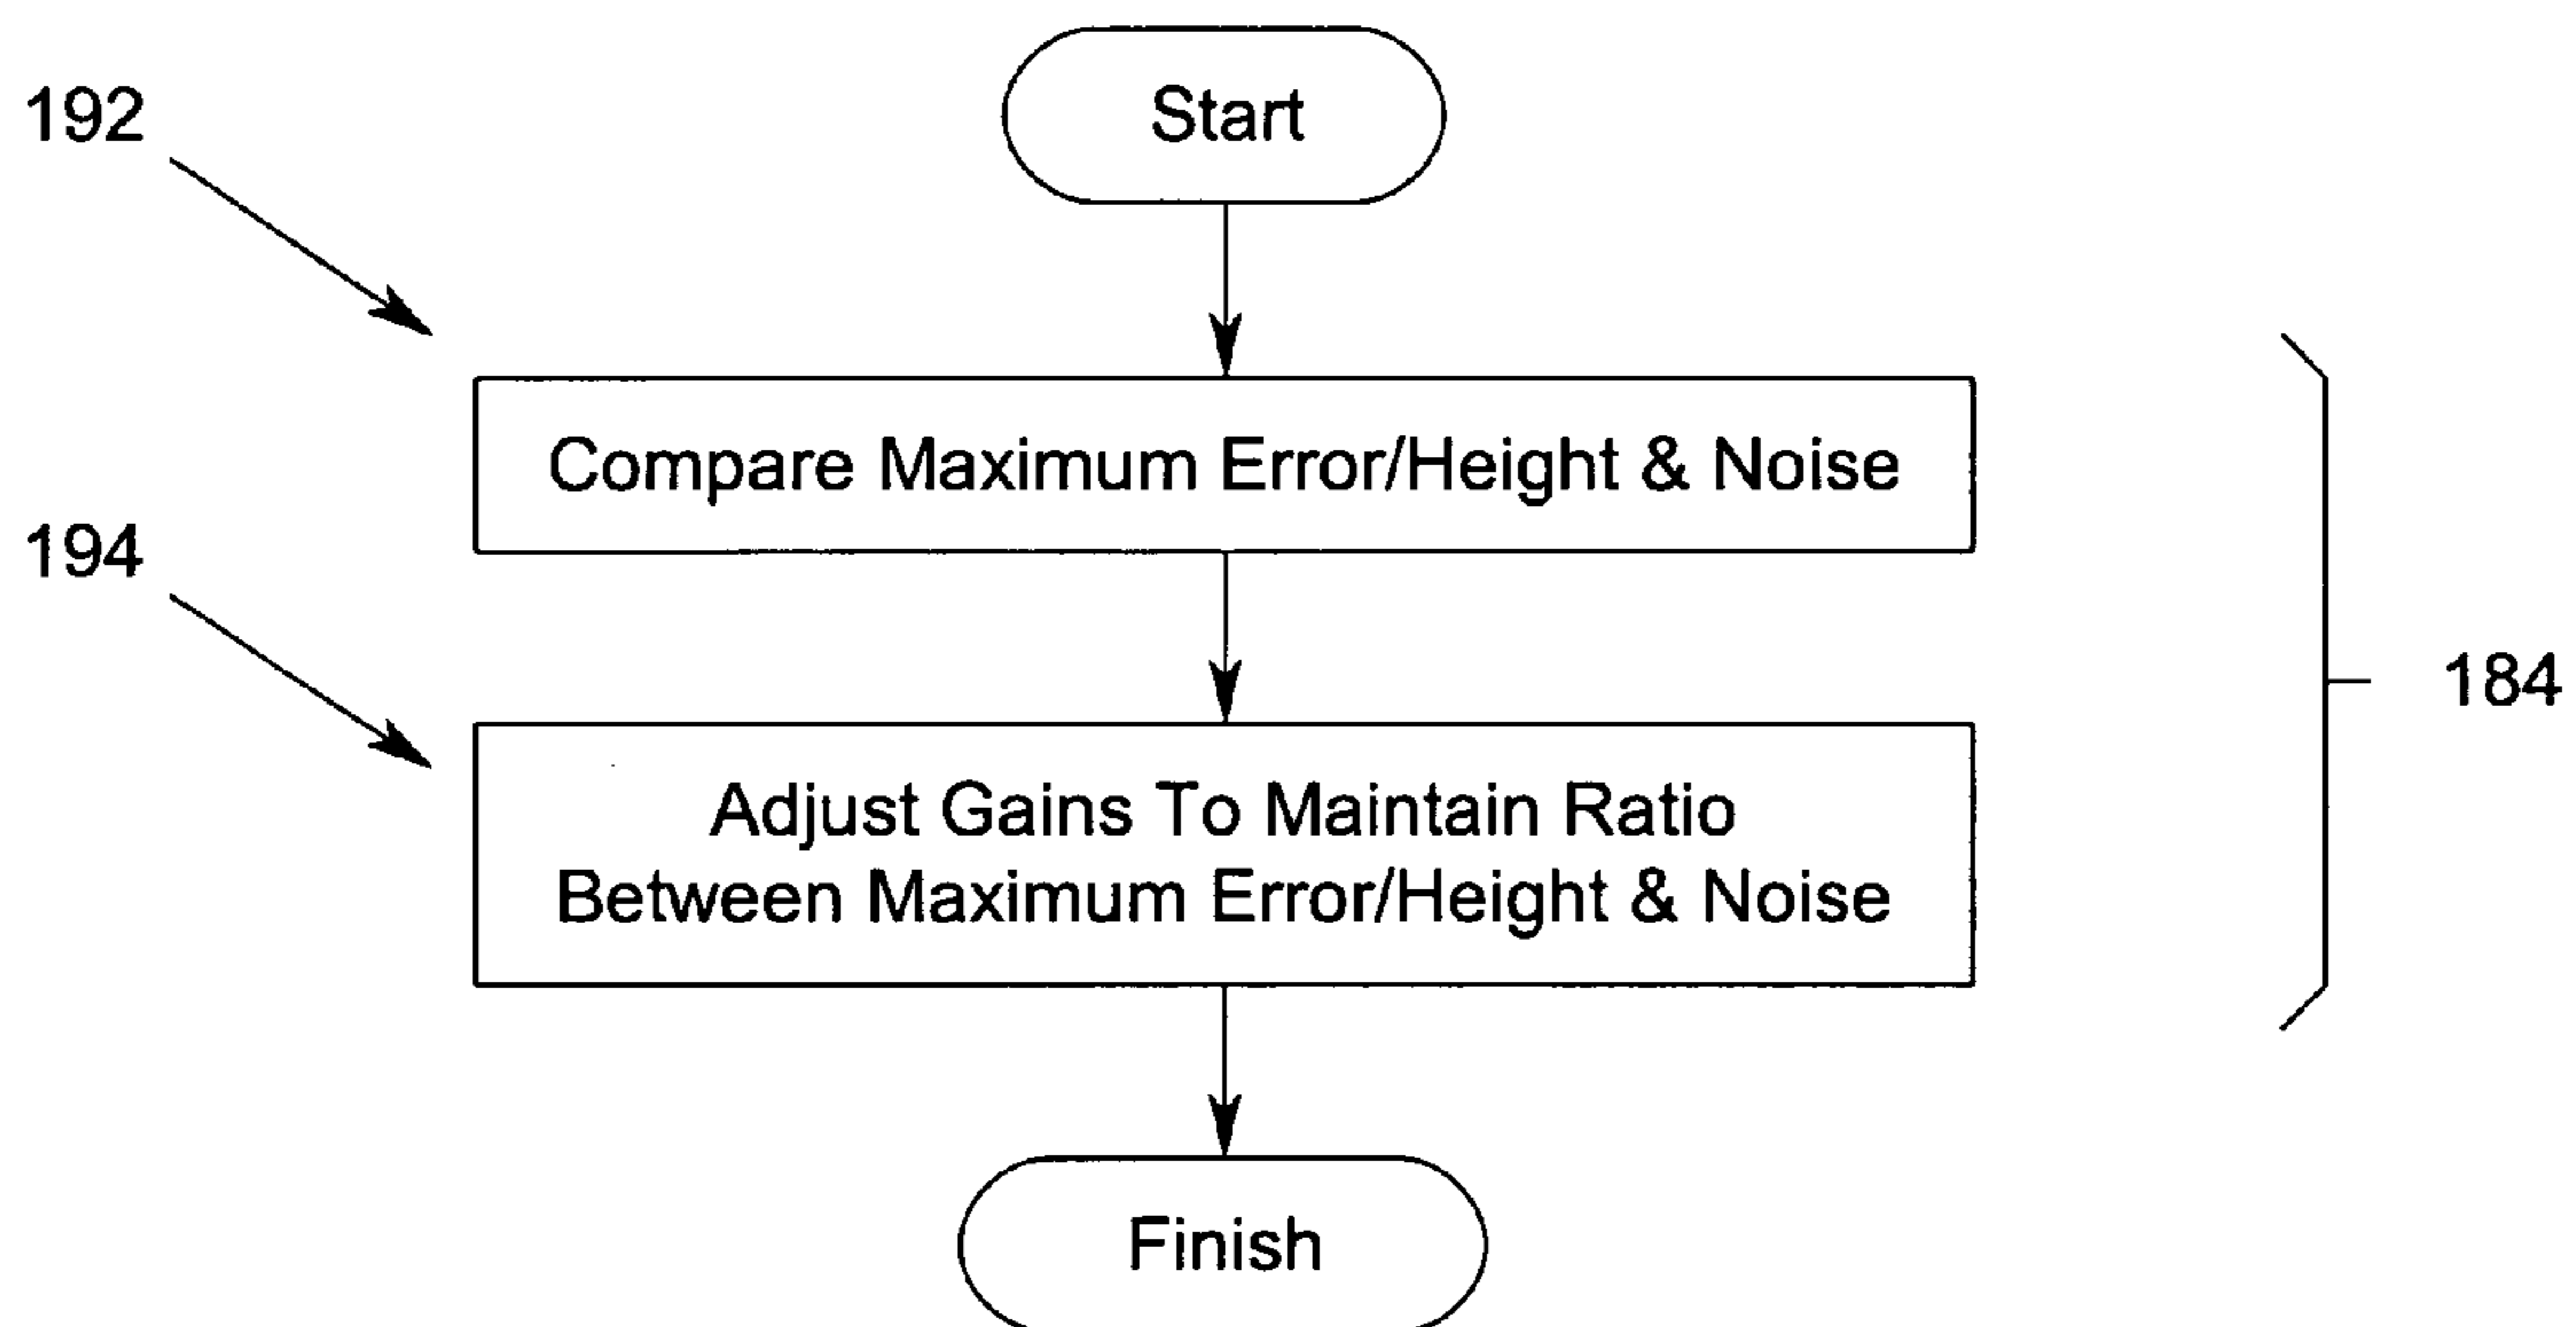 Start
192
Compare Maximum Error/Height & Noise
194
184
Adjust Gains To Maintain Ratio
Between Maximum Error/Height & Noise
Finish